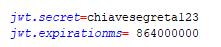 jwt.secret=chiavesegreta123
jwt.expirationms= 864000000